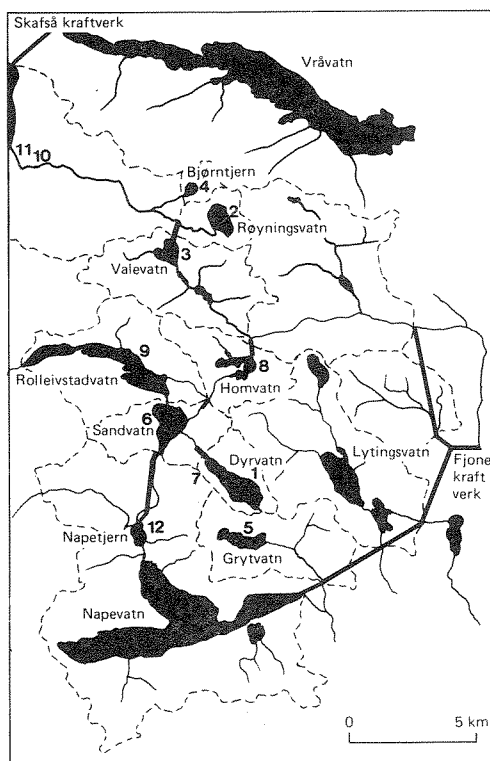 Skafså kraftverk
Vråvatn
11 10
Bjørntjern
4
2
Røyningsvatn
3
Valevatn
9
8
Rolleivstadvatn
Homvatn
6
Sandvatn
Dyrvatn
1
Lytingsvatn
Fjone
kraft
verk
7
12
5
Napetjern
Grytvatn
Napevatn
0 5 km